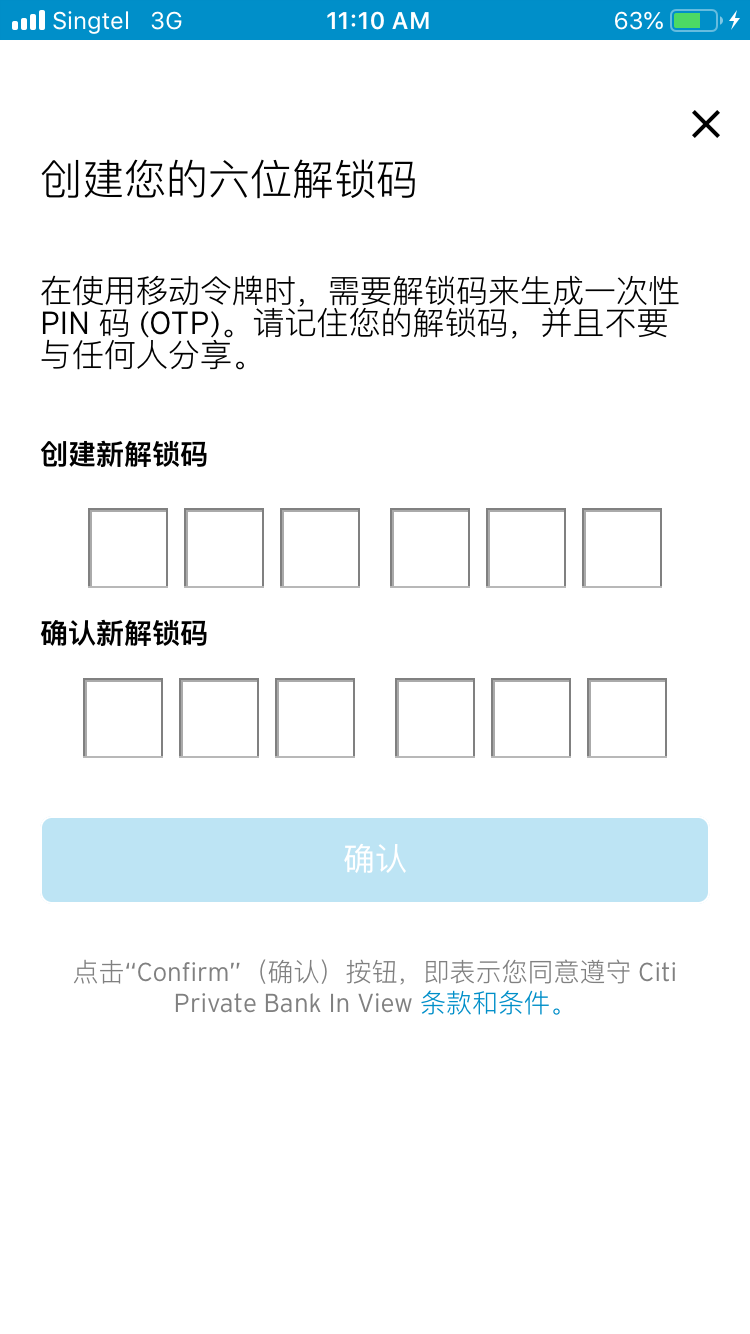 Singtel 3G 11:10 AM 63%
创建您的六位解锁码
在使用移动令牌时，需要解锁码来生成一次性
PIN 码 (OTP)。请记住您的解锁码，并且不要
与任何人分享。
创建新解锁码
确认新解锁码
确认
点击“Confirm”（确认）按钮，即表示您同意遵守 Citi
Private Bank In View 条款和条件。